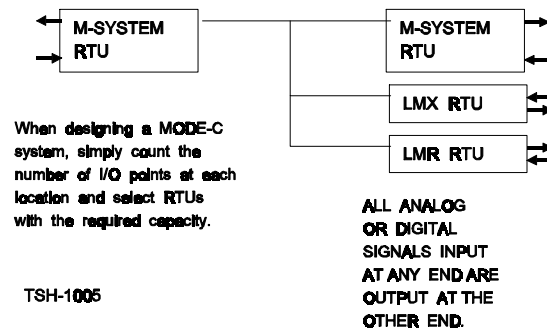 M-SYSTEM
RTU
M-SYSTEM
RTU
LMX RTU
LMR RTU
When designing a MODE-C
system, simply count the
number of I/O points at each
location and select RTUs
with the required capacity.
ALL ANALOG
OR DIGITAL
SIGNALS INPUT
AT ANY END ARE
OUTPUT AT THE
OTHER END.
TSH-1005